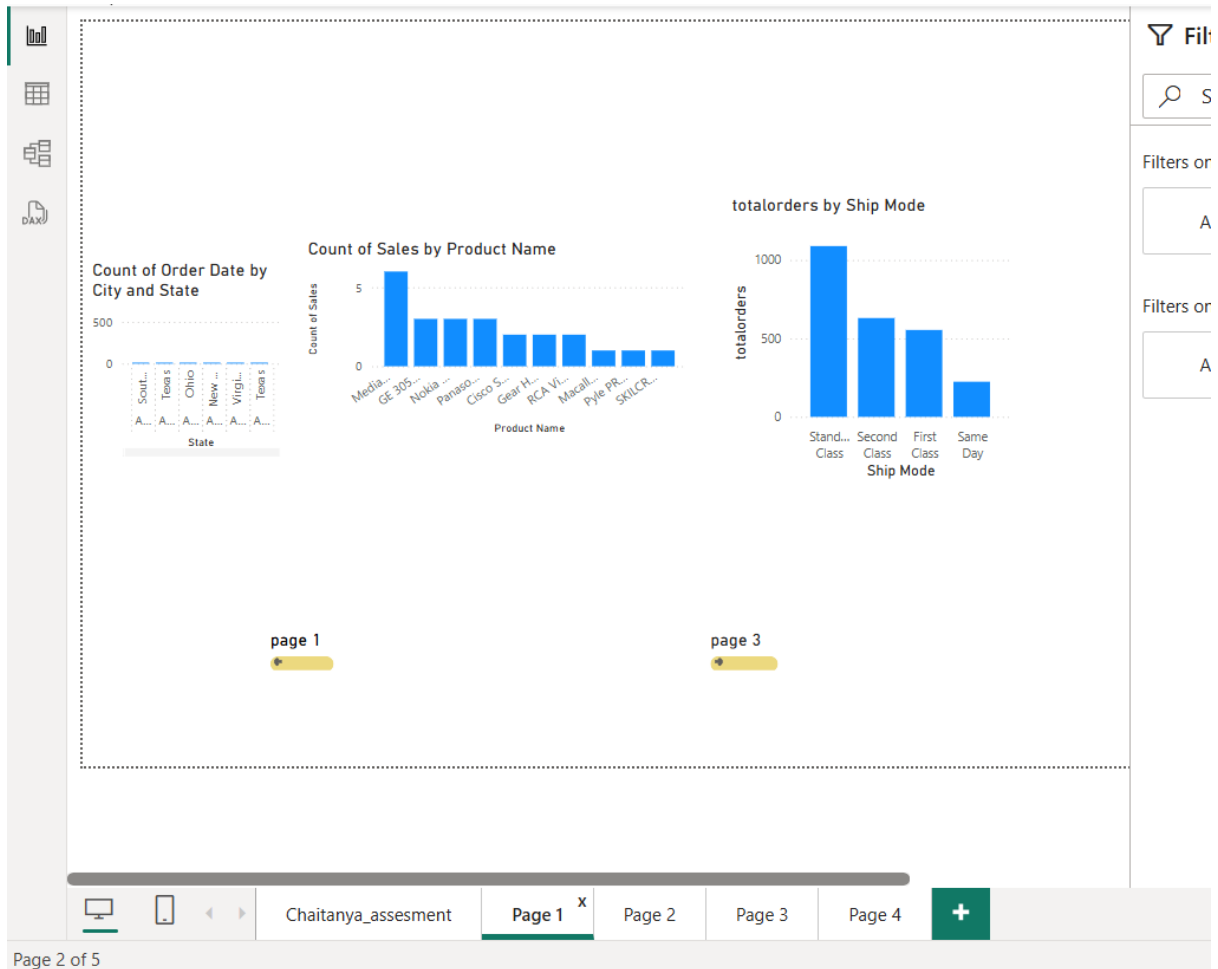 Filt
S
Filters on
A
Filters on
A
DAX
totalorders by Ship Mode
1000
500
0
totalorders
Stand... Second First Same
Class Class Class Day
Ship Mode
Count of Sales by Product Name
5
0
Count of Sales
Media... GE 305... Nokia ... Panaso... Cisco S... Gear H... RCA Vi... Macall... Pyle PR... SKILCR...
Product Name
Count of Order Date by
City and State
500
0
Sout... Texas Ohio New ... Virgi... Texas
A... A... A... A... A... A...
State
page 1
page 3
Chaitanya_assesment Page 1 x Page 2 Page 3 Page 4 +
Page 2 of 5